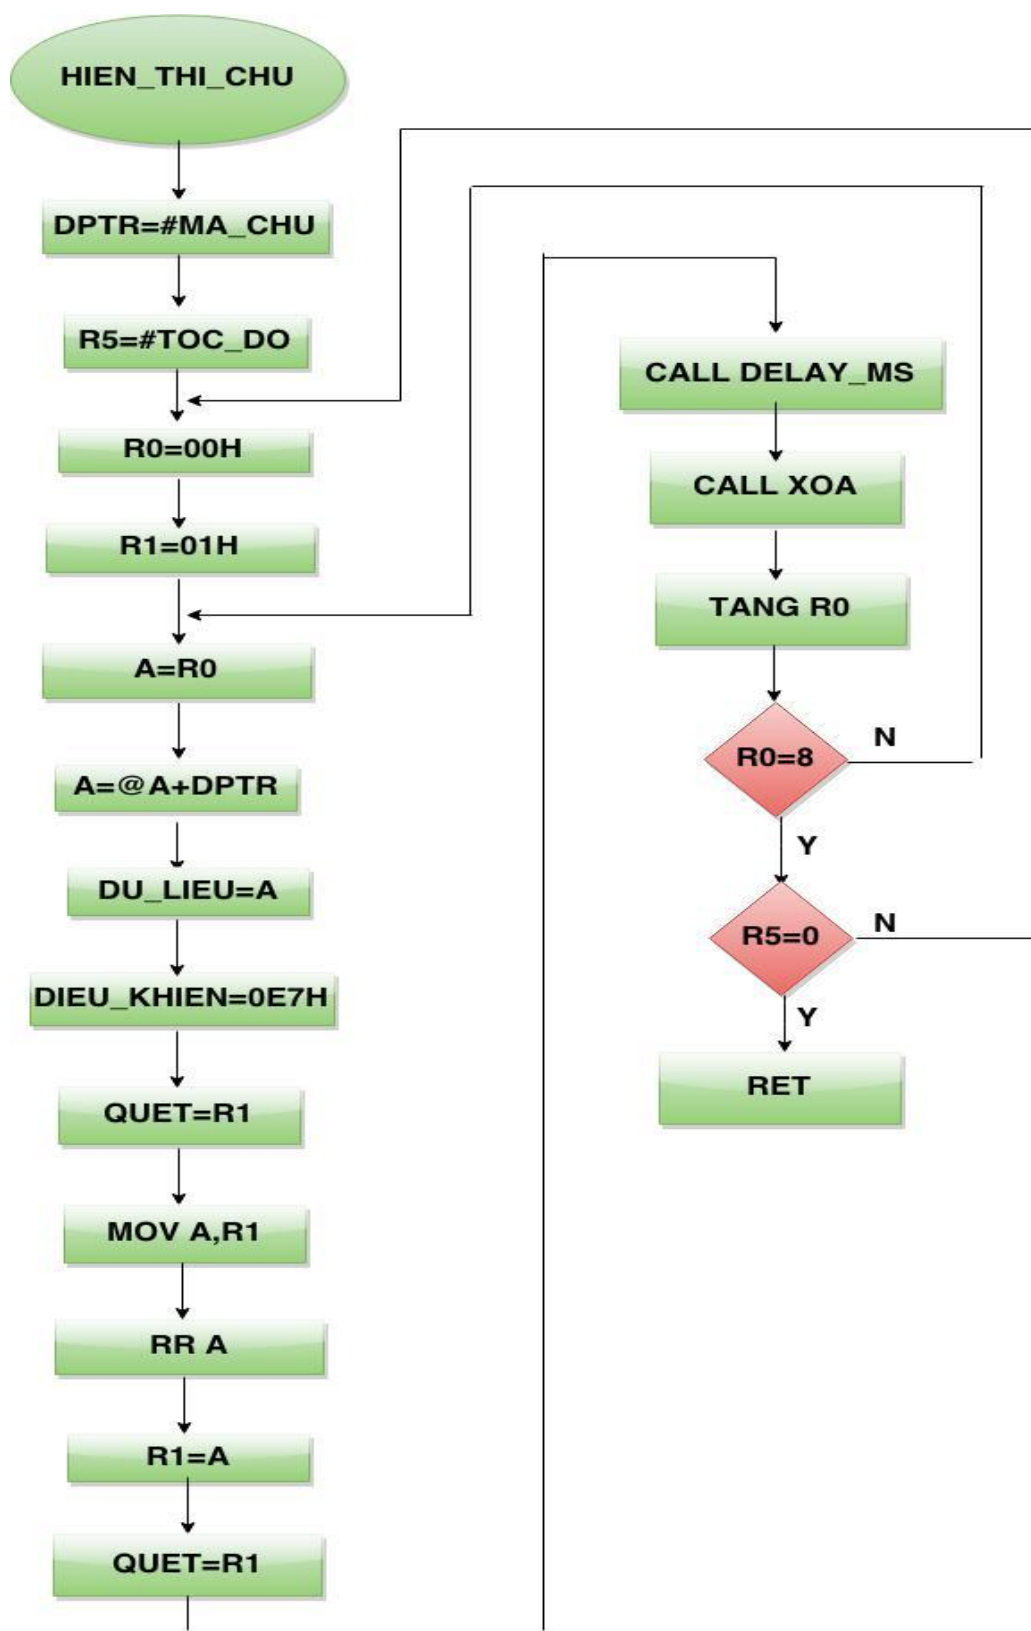 HIEN_THI_CHU
DPTR=#MA_CHU
R5=#TOC_DO
R0=00H
R1=01H
A=R0
A=@A+DPTR
DU_LIEU=A
DIEU_KHIEN=0E7H
QUET=R1
MOV A,R1
RR A
R1=A
QUET=R1
CALL DELAY_MS
CALL XOA
TANG R0
R0=8
N
Y
R5=0
N
Y
RET